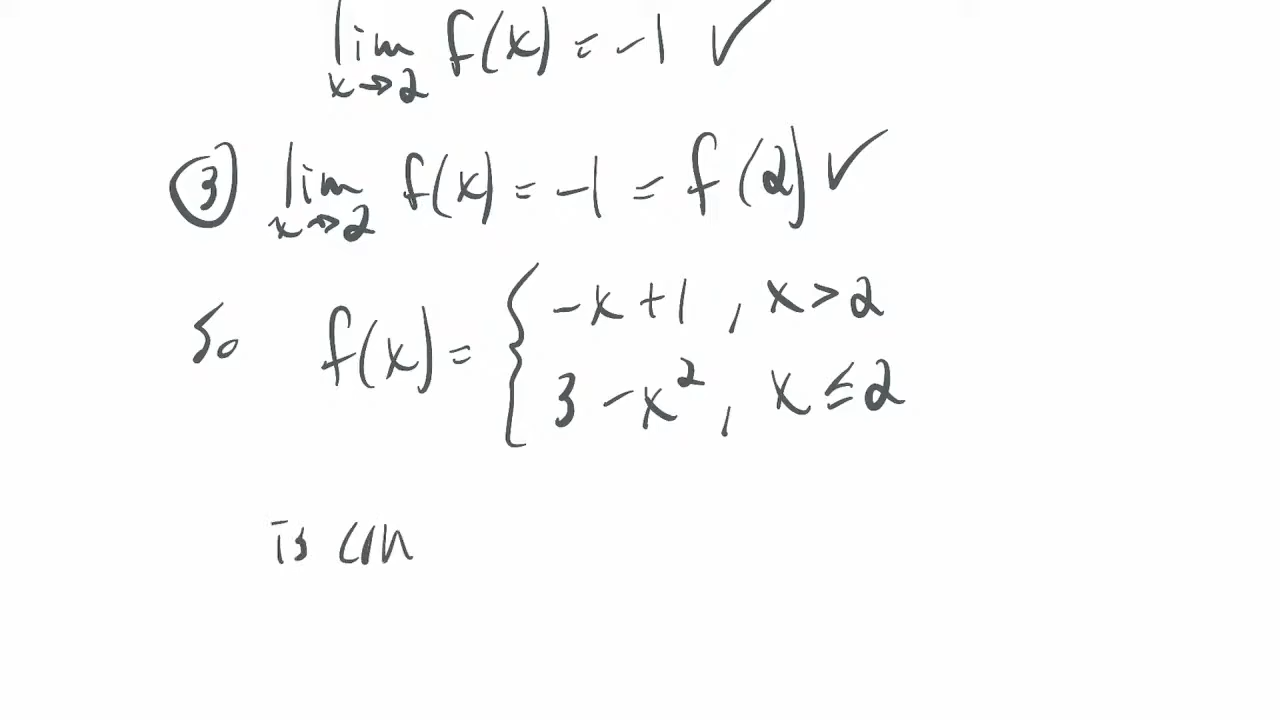 lim x→2 f(x) = -1 ✓
③ lim x→2 f(x) = -1 = f(2) ✓
So f(x) = { -x+1 , x>2
3-x², x≤2
is con